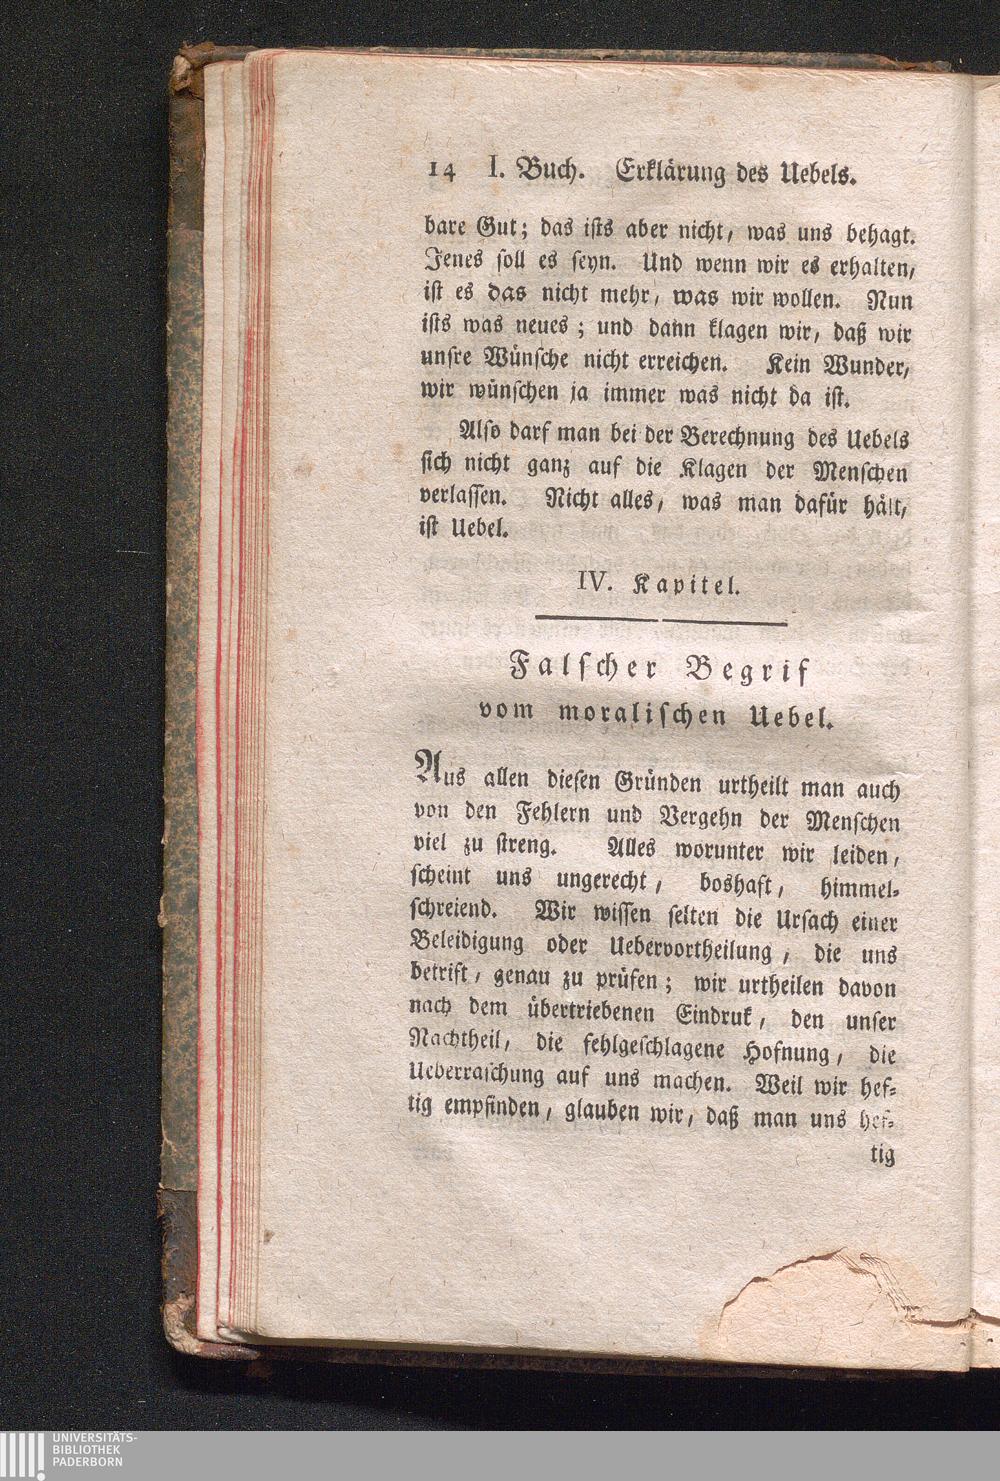 14 I. Buch. Erklärung des Uebels.
bare Gut; das ists aber nicht, was uns behagt.
Jenes soll es seyn. Und wenn wir es erhalten,
ist es das nicht mehr, was wir wollen. Nun
ists was neues; und dann klagen wir, daß wir
unsre Wünsche nicht erreichen. Kein Wunder,
wir wünschen ja immer was nicht da ist.
Also darf man bei der Berechnung des Uebels
sich nicht ganz auf die Klagen der Menschen
verlassen. Nicht alles, was man dafür hält,
ist Uebel.
IV. Kapitel.
Falscher Begrif
vom moralischen Uebel.
Aus allen diesen Gründen urtheilt man auch
von den Fehlern und Vergehn der Menschen
viel zu streng. Alles worunter wir leiden,
scheint uns ungerecht, boshaft, himmel-
schreiend. Wir wissen selten die Ursach einer
Beleidigung oder Uebervortheilung, die uns
betrift, genau zu prüfen; wir urtheilen davon
nach dem übertriebenen Eindruk, den unser
Nachtheil, die fehlgeschlagene Hofnung, die
Ueberraschung auf uns machen. Weil wir hef-
tig empfinden, glauben wir, daß man uns hef-
tig
UNIVERSITÄTS-
BIBLIOTHEK
PADERBORN